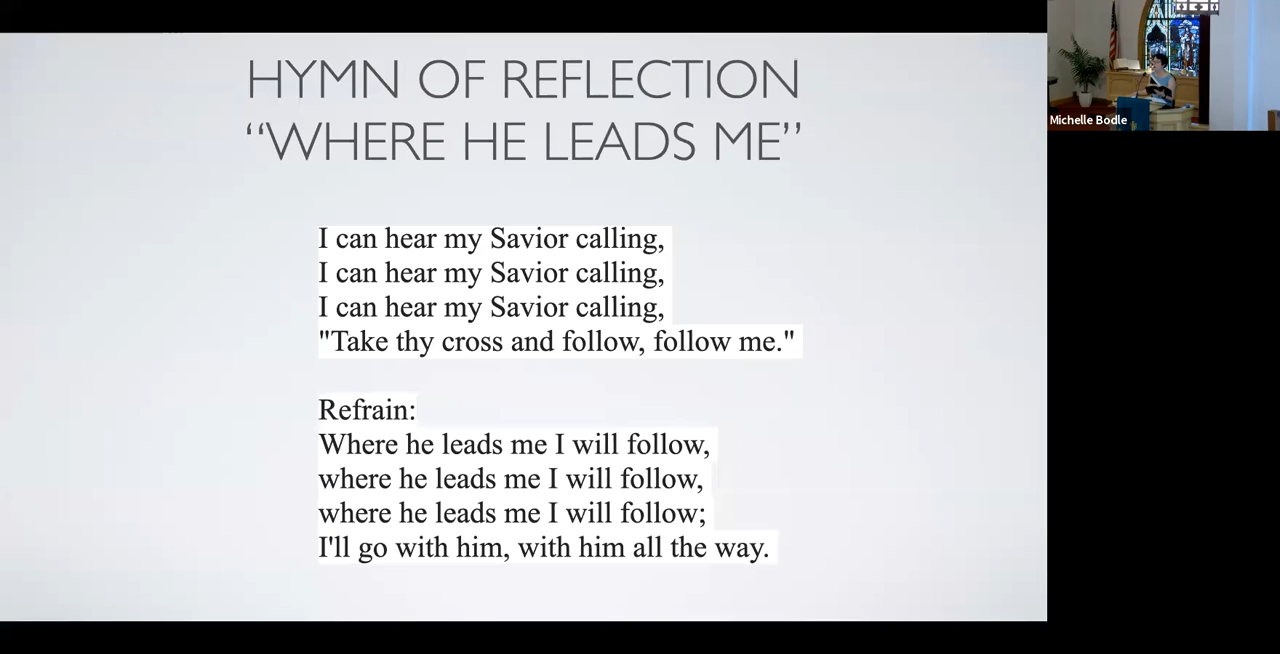 HYMN OF REFLECTION
“WHERE HE LEADS ME”
I can hear my Savior calling,
I can hear my Savior calling,
I can hear my Savior calling,
"Take thy cross and follow, follow me."
Refrain:
Where he leads me I will follow,
where he leads me I will follow,
where he leads me I will follow;
I'll go with him, with him all the way.
Michelle Bodle